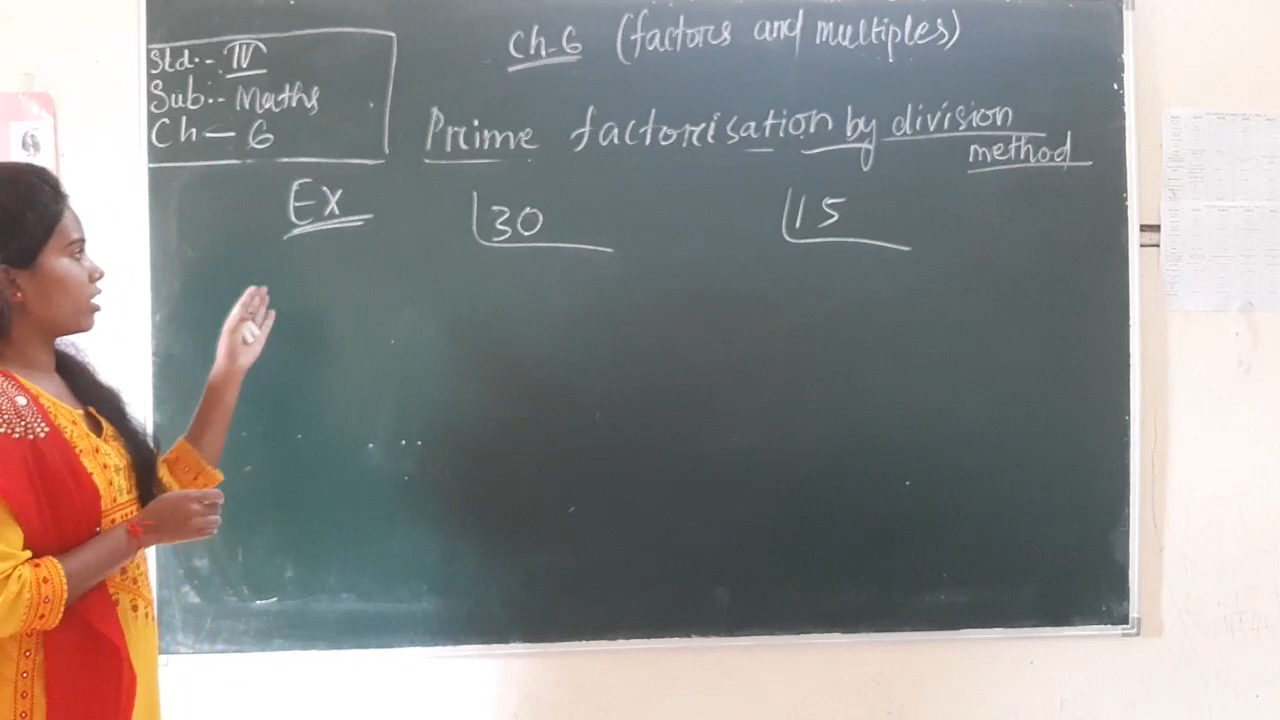 Std:- IV
Sub:- Maths
Ch - 6
Ch-6 (factors and multiples)
Prime factorisation by division
method
Ex 30 15